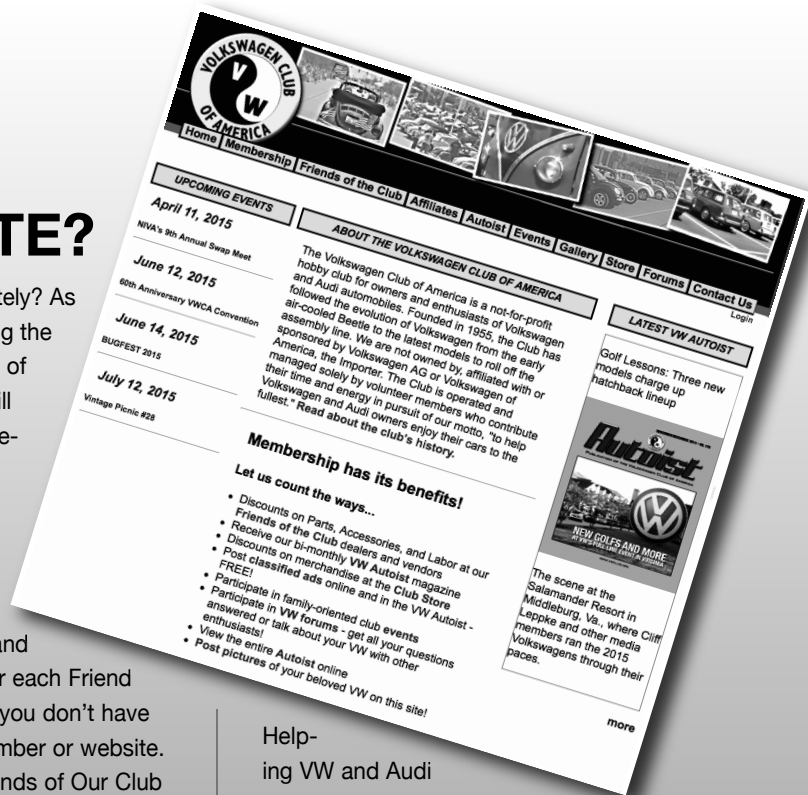 TE?
tely? As
ng the
of
ill
e-
and
r each Friend
you don't have
mber or website.
nds of Our Club
Help-
ing VW and Audi
VOLKSWAGEN CLUB
V
W
OF AMERICA
Home Membership Friends of the Club Affiliates Autoist Events Gallery Store Forums Contact Us
Login
UPCOMING EVENTS
April 11, 2015
NIVA's 9th Annual Swap Meet
June 12, 2015
60th Anniversary VWCA Convention
June 14, 2015
BUGFEST 2015
July 12, 2015
Vintage Picnic #28
ABOUT THE VOLKSWAGEN CLUB OF AMERICA
The Volkswagen Club of America is a not-for-profit
hobby club for owners and enthusiasts of Volkswagen
and Audi automobiles. Founded in 1955, the Club has
followed the evolution of Volkswagen from the early
air-cooled Beetle to the latest models to roll off the
assembly line. We are not owned by, affiliated with or
sponsored by Volkswagen AG or Volkswagen of
America, the Importer. The Club is operated and
managed solely by volunteer members who contribute
their time and energy in pursuit of our motto, "to help
Volkswagen and Audi owners enjoy their cars to the
fullest." Read about the club's history.
Membership has its benefits!
Let us count the ways...
• Discounts on Parts, Accessories, and Labor at our
Friends of the Club dealers and vendors
• Receive our bi-monthly VW Autoist magazine
• Discounts on merchandise at the Club Store
• Post classified ads online and in the VW Autoist -
FREE!
• Participate in family-oriented club events
• Participate in VW forums - get all your questions
answered or talk about your VW with other
enthusiasts!
• View the entire Autoist online
• Post pictures of your beloved VW on this site!
LATEST VW AUTOIST
Golf Lessons: Three new
models charge up
hatchback lineup
Autoist
PUBLICATION OF THE VOLKSWAGEN CLUB OF AMERICA
NEW GOLFS AND MORE
The scene at the
Salamander Resort in
Middleburg, Va., where Cliff
Leppke and other media
members ran the 2015
Volkswagens through their
paces.
more